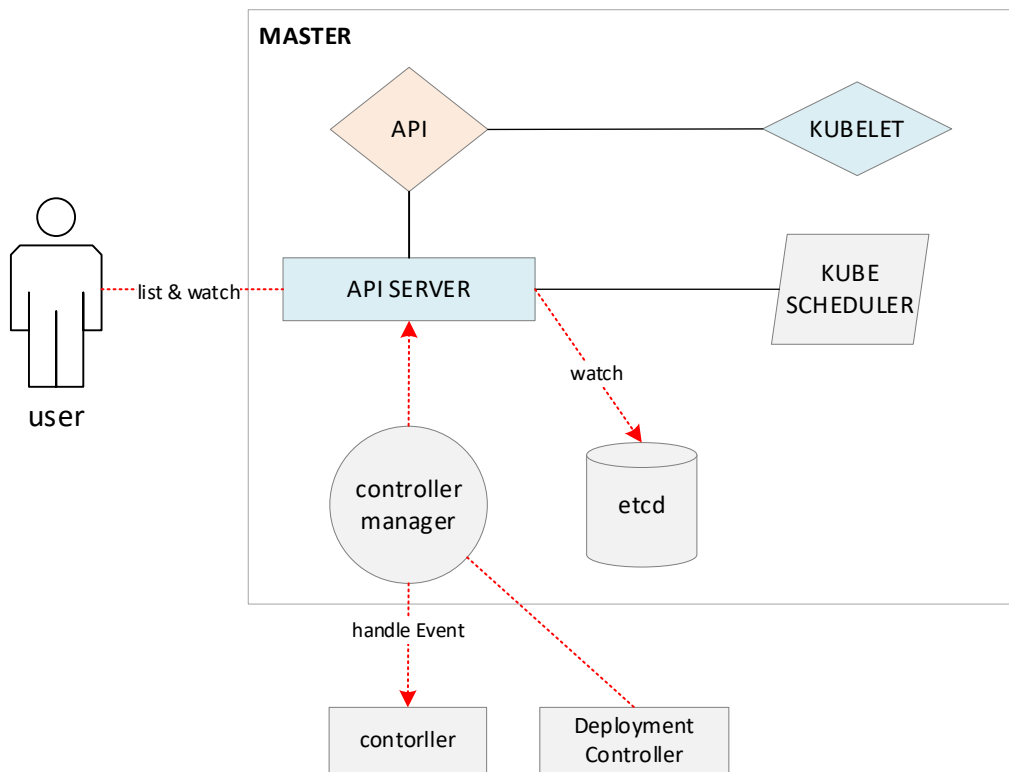 MASTER
API
KUBELET
list & watch
API SERVER
KUBE
SCHEDULER
watch
user
controller
manager
etcd
handle Event
contorller
Deployment
Controller